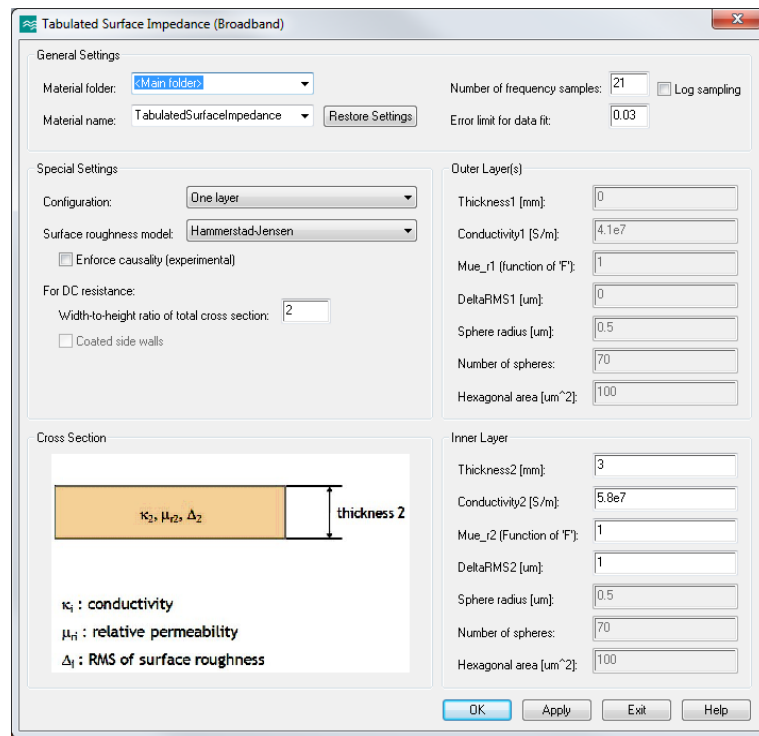 Tabulated Surface Impedance (Broadband)
General Settings
Material folder: <Main folder>
Material name: TabulatedSurfaceImpedance Restore Settings
Number of frequency samples: 21 Log sampling
Error limit for data fit: 0.03
Special Settings
Configuration: One layer
Surface roughness model: Hammerstad-Jensen
Enforce causality (experimental)
For DC resistance:
Width-to-height ratio of total cross section: 2
Coated side walls
Outer Layer(s)
Thickness1 [mm]: 0
Conductivity1 [S/m]: 4.1e7
Mue_r1 (function of 'F'): 1
DeltaRMS1 [um]: 0
Sphere radius [um]: 0.5
Number of spheres: 70
Hexagonal area [um^2]: 100
Cross Section
κ2, μr2, Δ2
thickness 2
κi : conductivity
μri : relative permeability
Δi : RMS of surface roughness
Inner Layer
Thickness2 [mm]: 3
Conductivity2 [S/m]: 5.8e7
Mue_r2 (Function of 'F'): 1
DeltaRMS2 [um]: 1
Sphere radius [um]: 0.5
Number of spheres: 70
Hexagonal area [um^2]: 100
OK Apply Exit Help